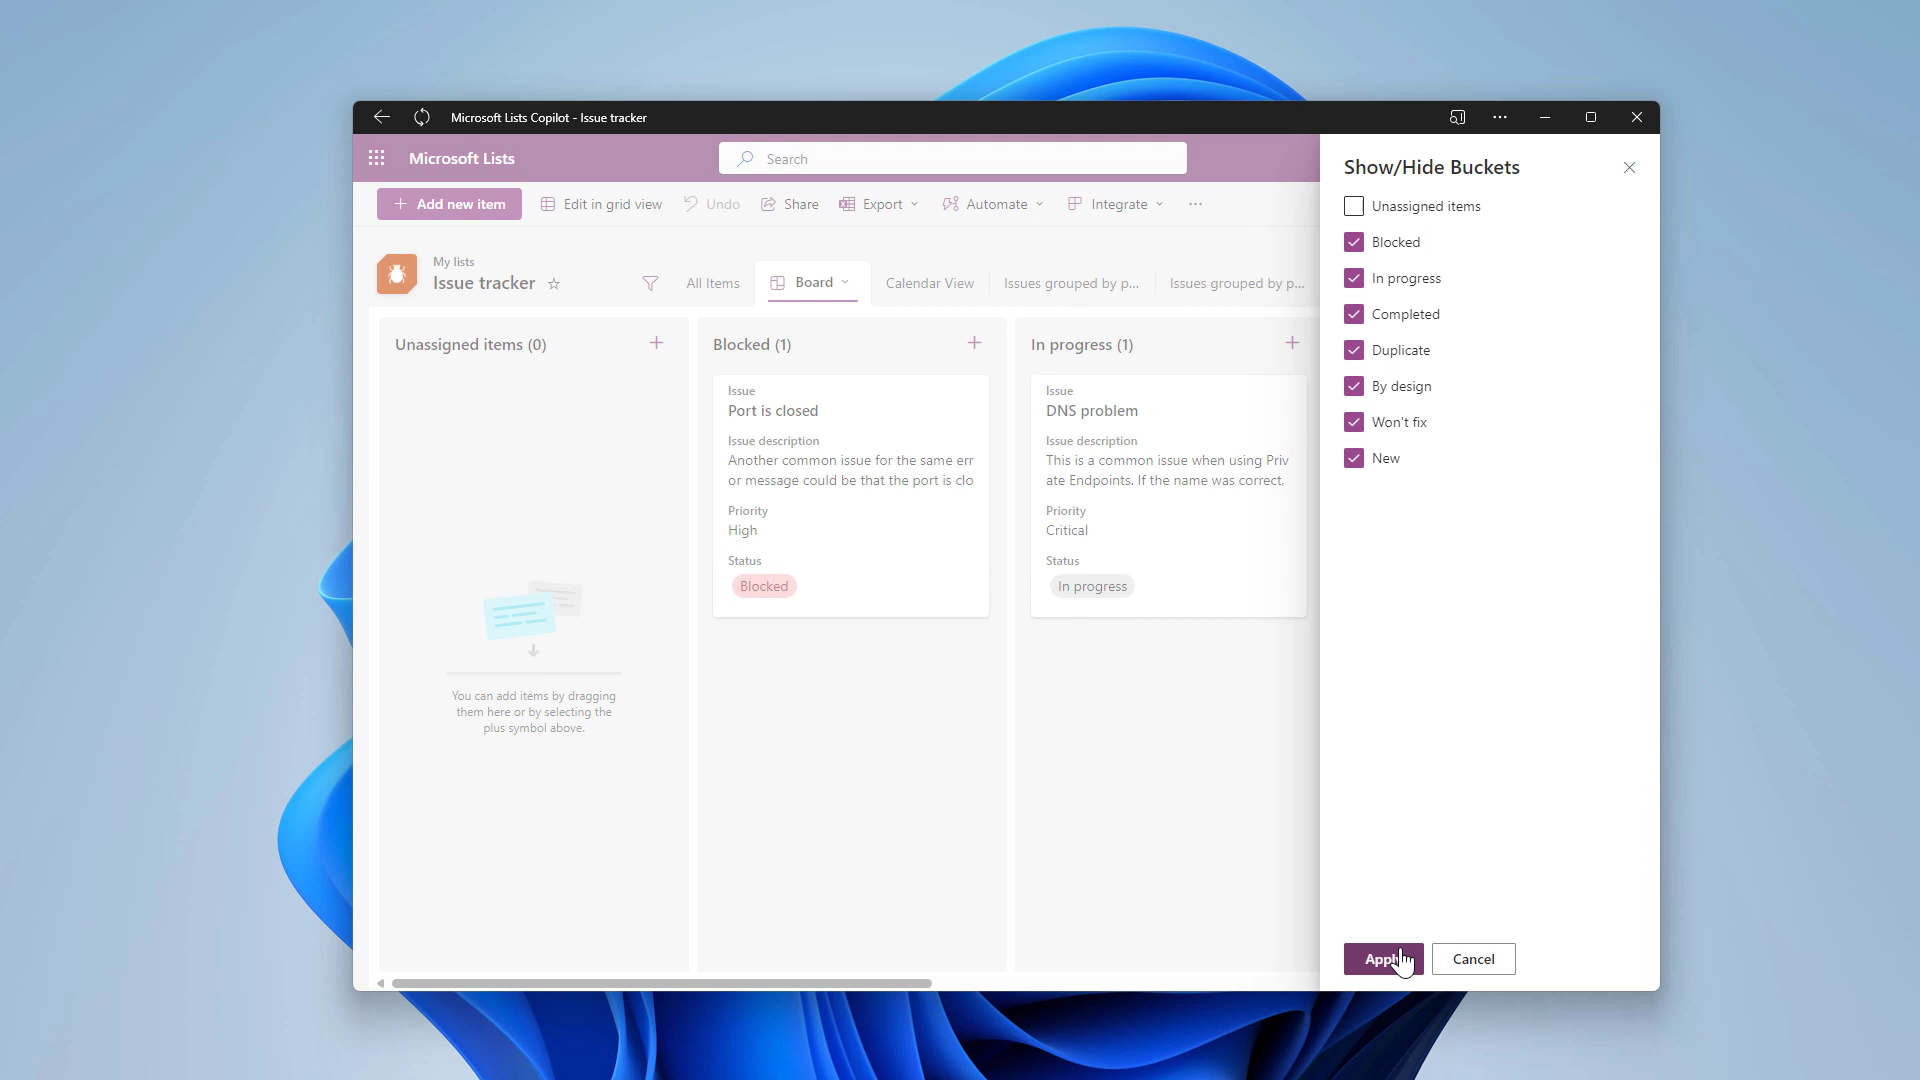 Microsoft Lists Copilot - Issue tracker
Microsoft Lists
Search
Add new item
Edit in grid view
Undo
Share
Export
Automate
Integrate
My lists
Issue tracker
All Items
Board
Calendar View
Issues grouped by p...
Issues grouped by p...
Unassigned items (0)
You can add items by dragging
them here or by selecting the
plus symbol above.
Blocked (1)
Issue
Port is closed
Issue description
Another common issue for the same err
or message could be that the port is clo
Priority
High
Status
Blocked
In progress (1)
Issue
DNS problem
Issue description
This is a common issue when using Priv
ate Endpoints. If the name was correct,
Priority
Critical
Status
In progress
Show/Hide Buckets
Unassigned items
Blocked
In progress
Completed
Duplicate
By design
Won't fix
New
Apply
Cancel